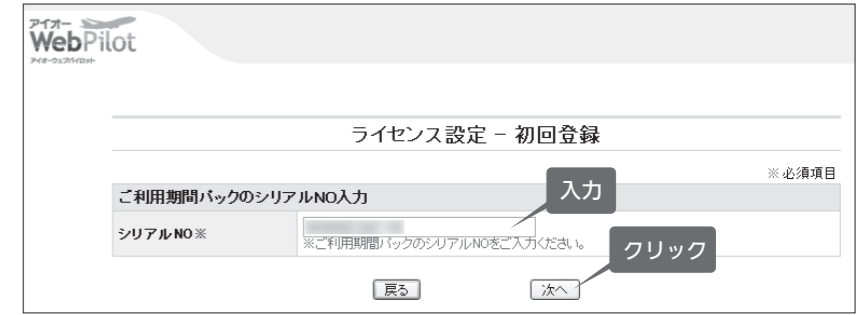 アイオー
WebPilot
アイオーウェブパイロット
ライセンス設定 － 初回登録
※必須項目
ご利用期間パックのシリアルNO入力
入力
シリアルNO※
※ご利用期間パックのシリアルNOをご入力ください。
クリック
戻る
次へ